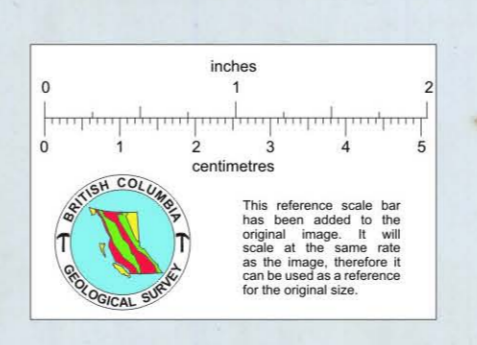 inches
0 1 2
0 1 2 3 4 5
centimetres
BRITISH COLUMBIA
GEOLOGICAL SURVEY
This reference scale bar
has been added to the
original image. It will
scale at the same rate
as the image, therefore it
can be used as a reference
for the original size.